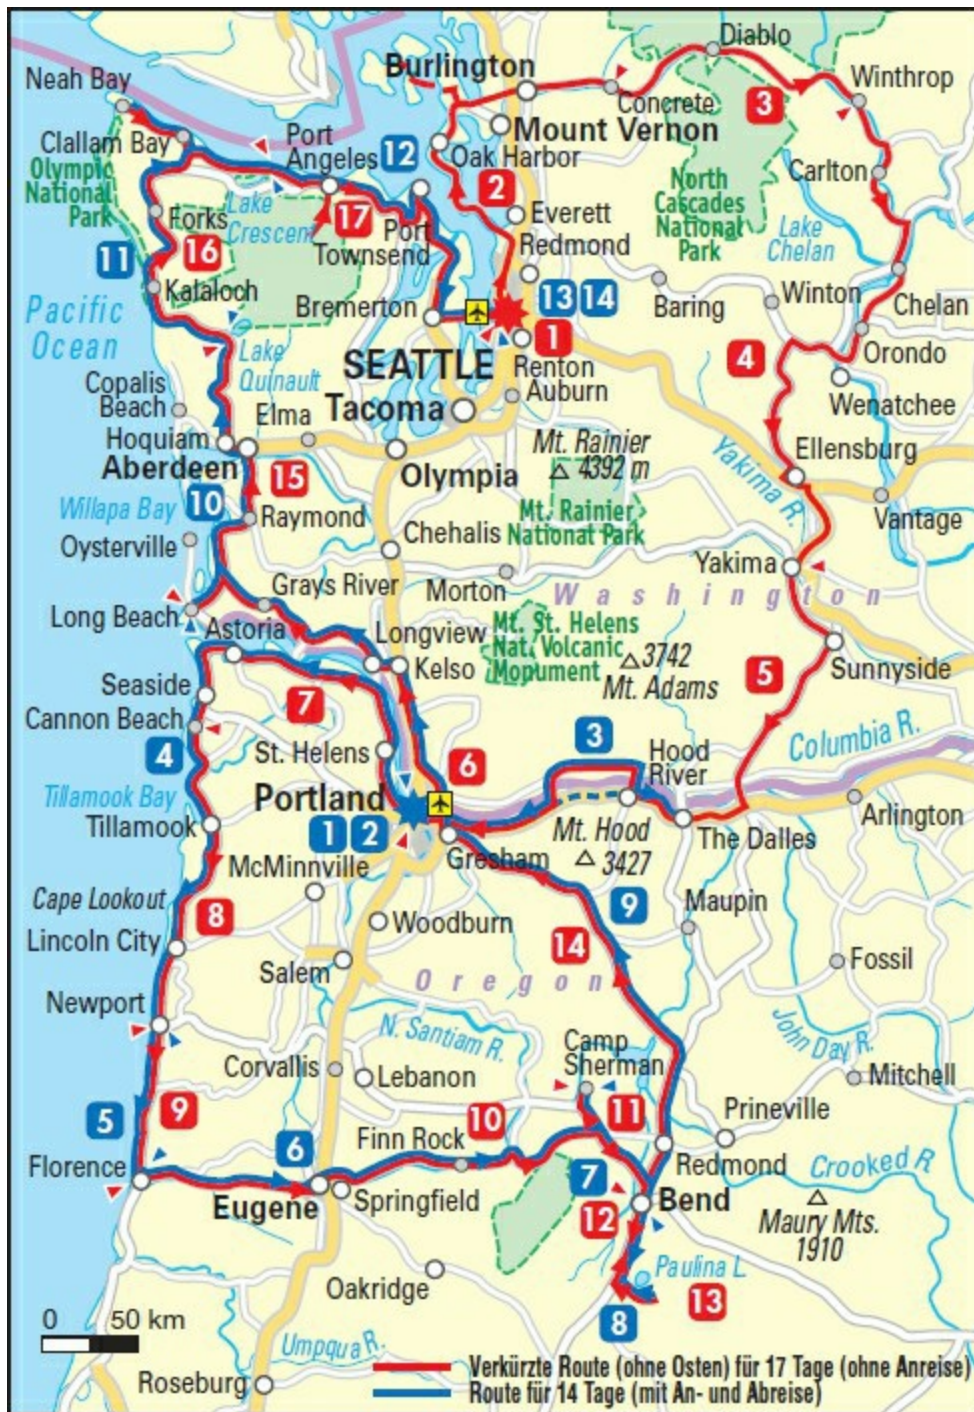 Diablo
Neah Bay
Burlington
Winthrop
Concrete
3
Clallam Bay
Port
Angeles
12
Mount Vernon
Oak Harbor
Olympic
National
Park
Carlton
2
North
Cascades
National
Park
Forks
Lake
Crescent
17
Port
Townsend
Everett
Redmond
Lake
Chelan
16
11
Kalaloch
13 14
Baring
Winton
Chelan
Pacific
Ocean
Bremerton
1
4
Orondo
Lake
Quinault
SEATTLE
Renton
Auburn
Wenatchee
Copalis
Beach
Elma
Tacoma
Hoquiam
Aberdeen
Mt. Rainier
4392 m
Ellensburg
15
Olympia
Yakima R.
10
Willapa Bay
Raymond
Mt. Rainier
National Park
Vantage
Oysterville
Chehalis
Yakima
Grays River
Morton
Washington
Long Beach
Astoria
Longview
Kelso
Mt. St. Helens
Nat. Volcanic
Monument
3742
Mt. Adams
5
Sunnyside
Seaside
7
Cannon Beach
3
4
St. Helens
6
Hood
River
Columbia R.
Tillamook Bay
Portland
Tillamook
1 2
Arlington
Gresham
Mt. Hood
3427
The Dalles
McMinnville
Cape Lookout
Maupin
8
Woodburn
9
Lincoln City
14
Salem
Fossil
Oregon
Newport
N. Santiam R.
Camp
Sherman
John Day R.
Corvallis
Lebanon
Mitchell
5
9
10
11
Prineville
6
Finn Rock
Florence
Redmond
Crooked R
7
Eugene
Springfield
12
Bend
Maury Mts.
1910
Oakridge
Paulina L.
13
8
0 50 km
Umpqua R.
Verkürzte Route (ohne Osten) für 17 Tage (ohne Anreise)
Route für 14 Tage (mit An- und Abreise)
Roseburg